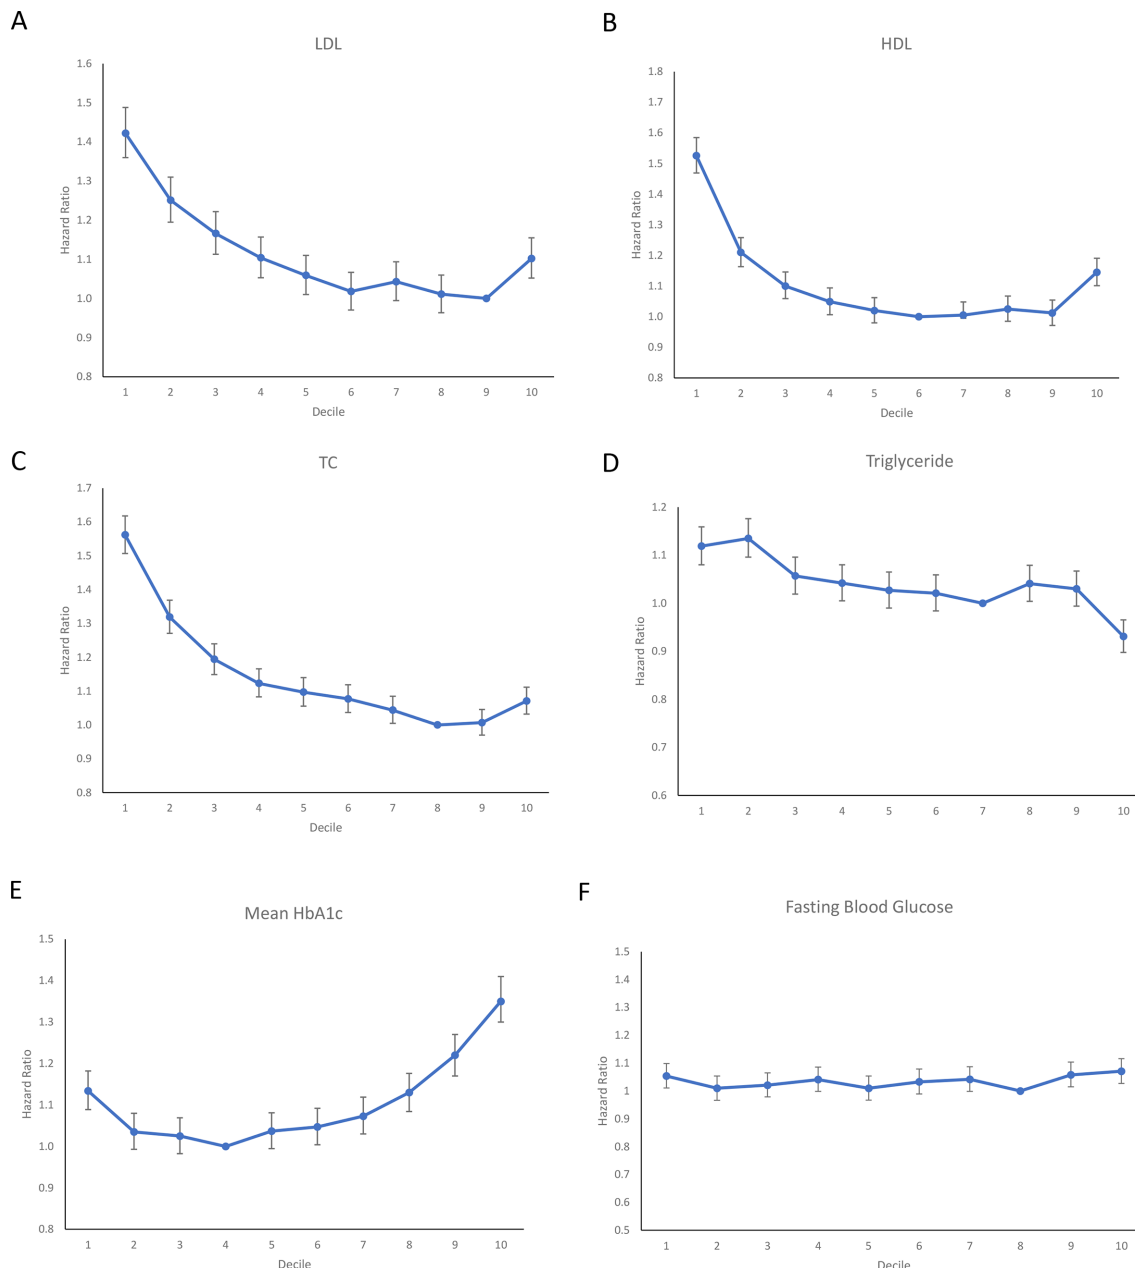 A
LDL
1.6
1.5
1.4
1.3
1.2
1.1
1.0
0.9
0.8
Hazard Ratio
1 2 3 4 5 6 7 8 9 10
Decile
B
HDL
1.8
1.7
1.6
1.5
1.4
1.3
1.2
1.1
1.0
0.9
0.8
Hazard Ratio
1 2 3 4 5 6 7 8 9 10
Decile
C
TC
1.7
1.6
1.5
1.4
1.3
1.2
1.1
1.0
0.9
0.8
Hazard Ratio
1 2 3 4 5 6 7 8 9 10
Decile
D
Triglyceride
1.2
1.1
1.0
0.9
0.8
0.7
0.6
Hazard Ratio
1 2 3 4 5 6 7 8 9 10
E
Mean HbA1c
1.5
1.4
1.3
1.2
1.1
1.0
0.9
0.8
Hazard Ratio
1 2 3 4 5 6 7 8 9 10
Decile
F
Fasting Blood Glucose
1.5
1.4
1.3
1.2
1.1
1
0.9
0.8
0.7
0.6
0.5
Hazard Ratio
1 2 3 4 5 6 7 8 9 10
Decile